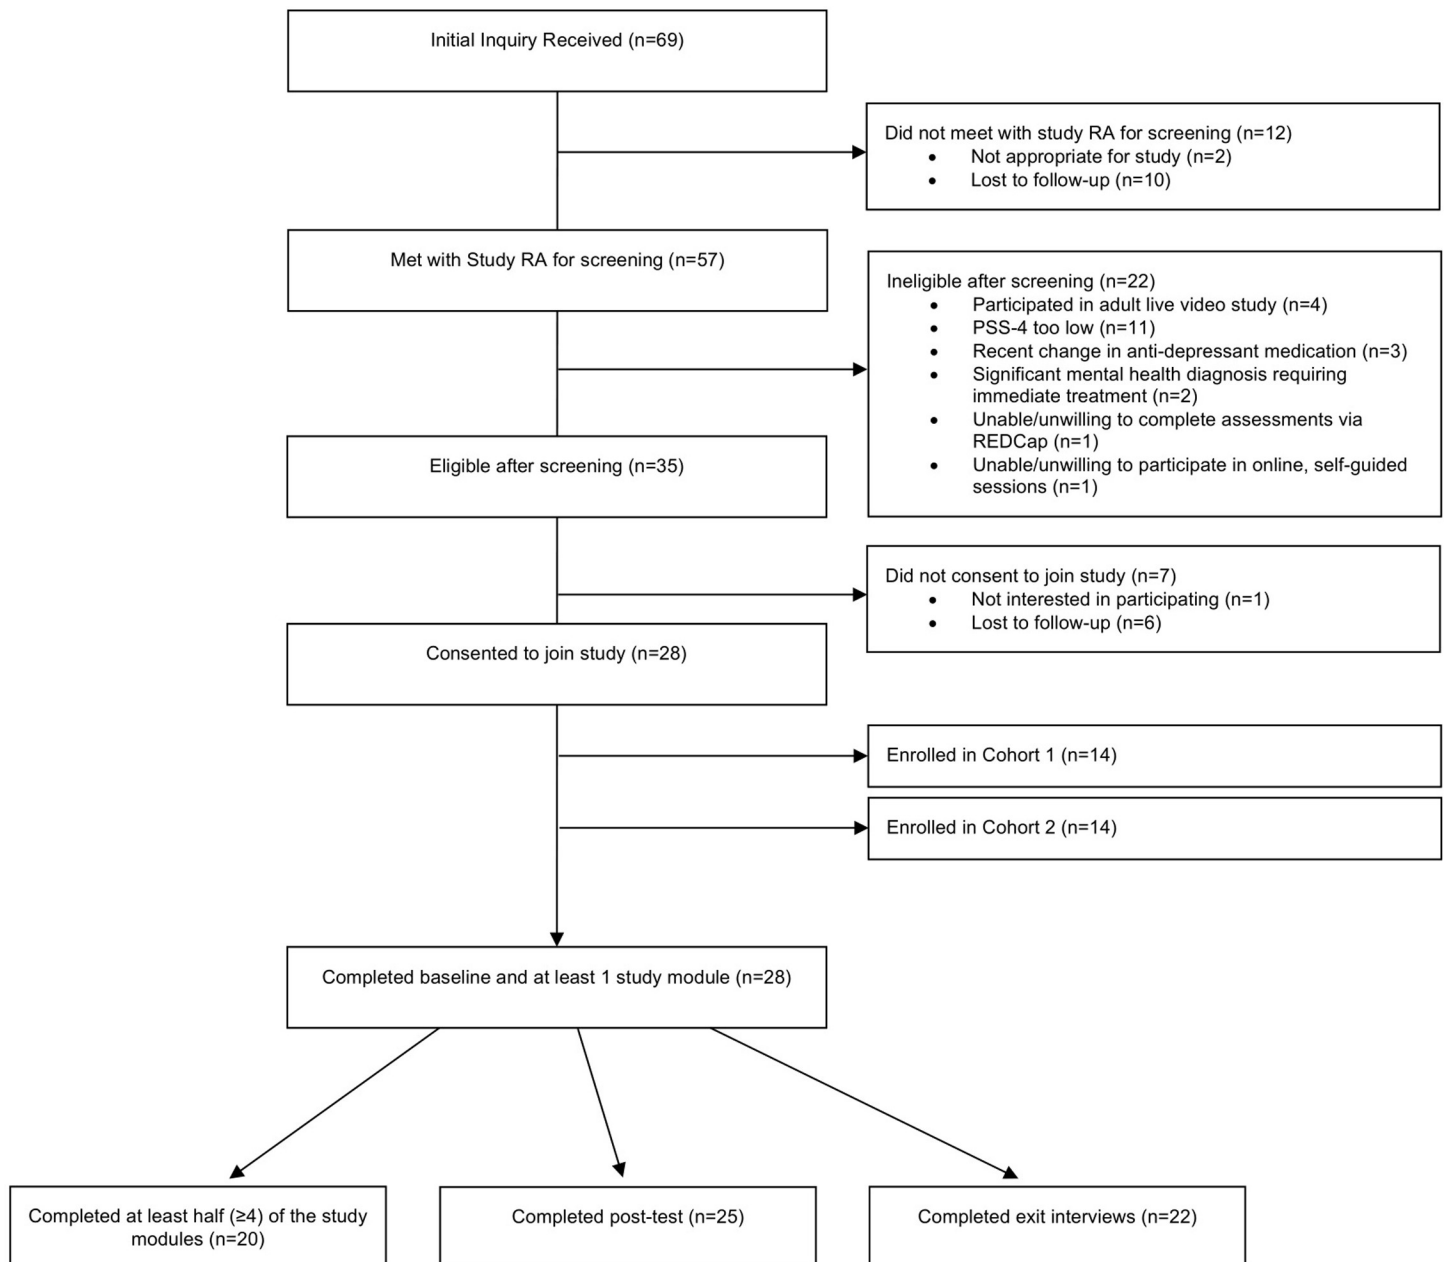 Initial Inquiry Received (n=69)
Did not meet with study RA for screening (n=12)
• Not appropriate for study (n=2)
• Lost to follow-up (n=10)
Met with Study RA for screening (n=57)
Ineligible after screening (n=22)
• Participated in adult live video study (n=4)
• PSS-4 too low (n=11)
• Recent change in anti-depressant medication (n=3)
• Significant mental health diagnosis requiring
immediate treatment (n=2)
• Unable/unwilling to complete assessments via
REDCap (n=1)
• Unable/unwilling to participate in online, self-guided
sessions (n=1)
Eligible after screening (n=35)
Did not consent to join study (n=7)
• Not interested in participating (n=1)
• Lost to follow-up (n=6)
Consented to join study (n=28)
Enrolled in Cohort 1 (n=14)
Enrolled in Cohort 2 (n=14)
Completed baseline and at least 1 study module (n=28)
Completed at least half (≥4) of the study
modules (n=20)
Completed post-test (n=25)
Completed exit interviews (n=22)